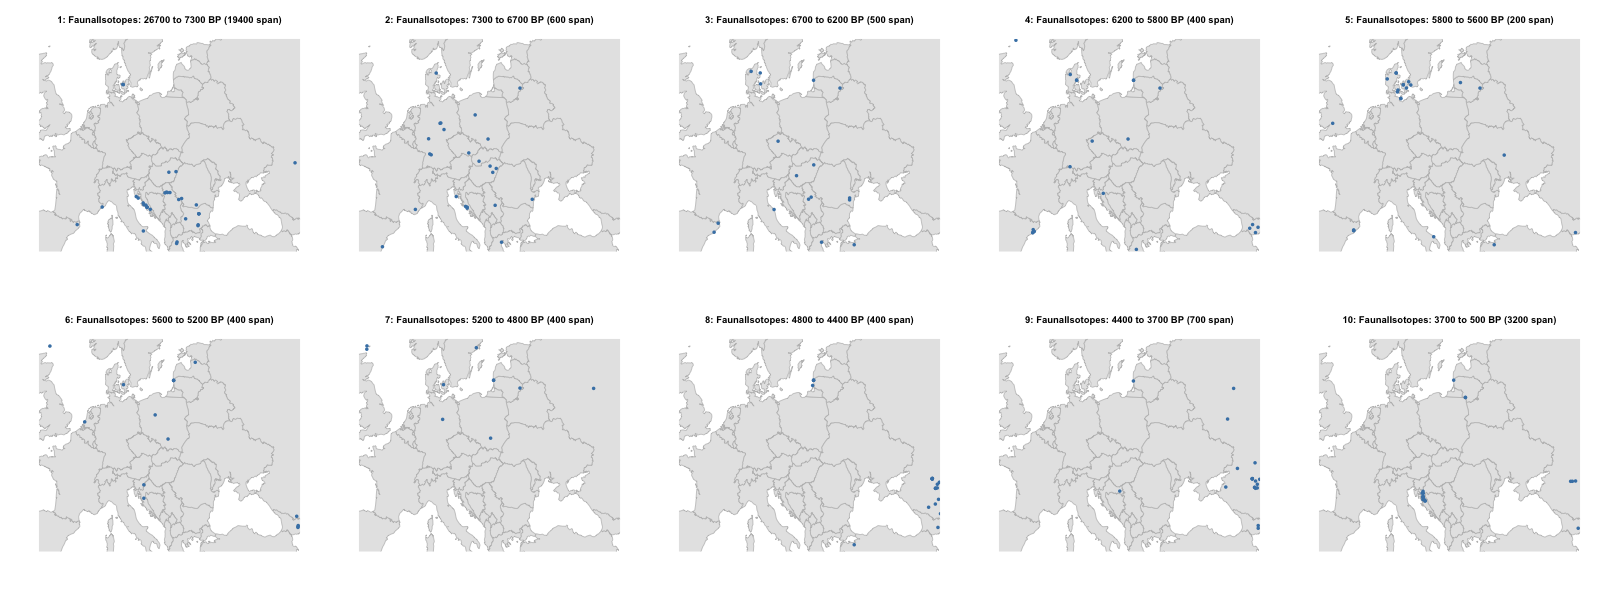 1: FaunalIsotopes: 26700 to 7300 BP (19400 span)
2: FaunalIsotopes: 7300 to 6700 BP (600 span)
3: FaunalIsotopes: 6700 to 6200 BP (500 span)
4: FaunalIsotopes: 6200 to 5800 BP (400 span)
5: FaunalIsotopes: 5800 to 5600 BP (200 span)
6: FaunalIsotopes: 5600 to 5200 BP (400 span)
7: FaunalIsotopes: 5200 to 4800 BP (400 span)
8: FaunalIsotopes: 4800 to 4400 BP (400 span)
9: FaunalIsotopes: 4400 to 3700 BP (700 span)
10: FaunalIsotopes: 3700 to 500 BP (3200 span)